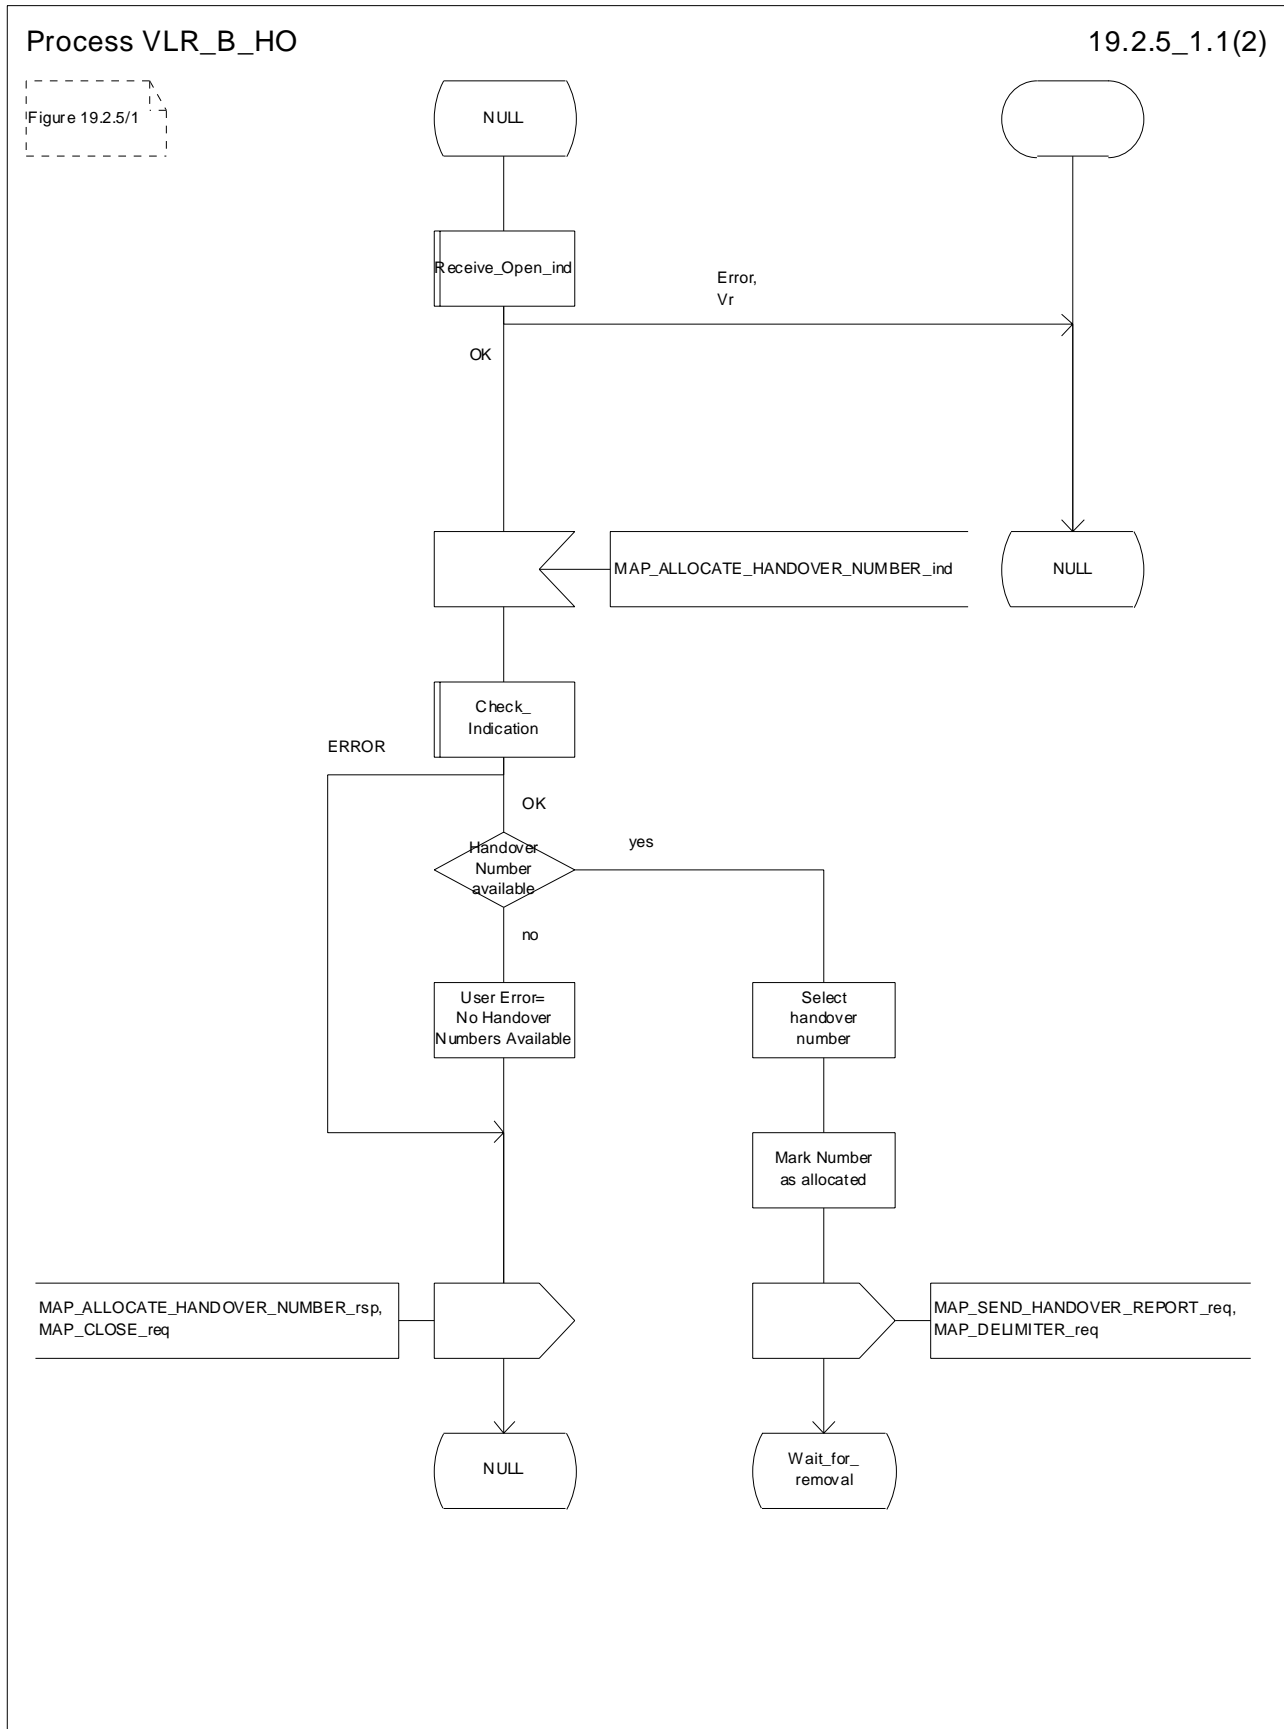 Process VLR_B_HO
19.2.5_1.1(2)
Figure 19.2.5/1
NULL
Receive_Open_ind
Error,
Vr
OK
MAP_ALLOCATE_HANDOVER_NUMBER_ind
NULL
Check_
Indication
ERROR
OK
Handover
Number
available
yes
no
User Error=
No Handover
Numbers Available
Select
handover
number
Mark Number
as allocated
MAP_ALLOCATE_HANDOVER_NUMBER_rsp,
MAP_CLOSE_req
MAP_SEND_HANDOVER_REPORT_req,
MAP_DELIMITER_req
NULL
Wait_for_
removal